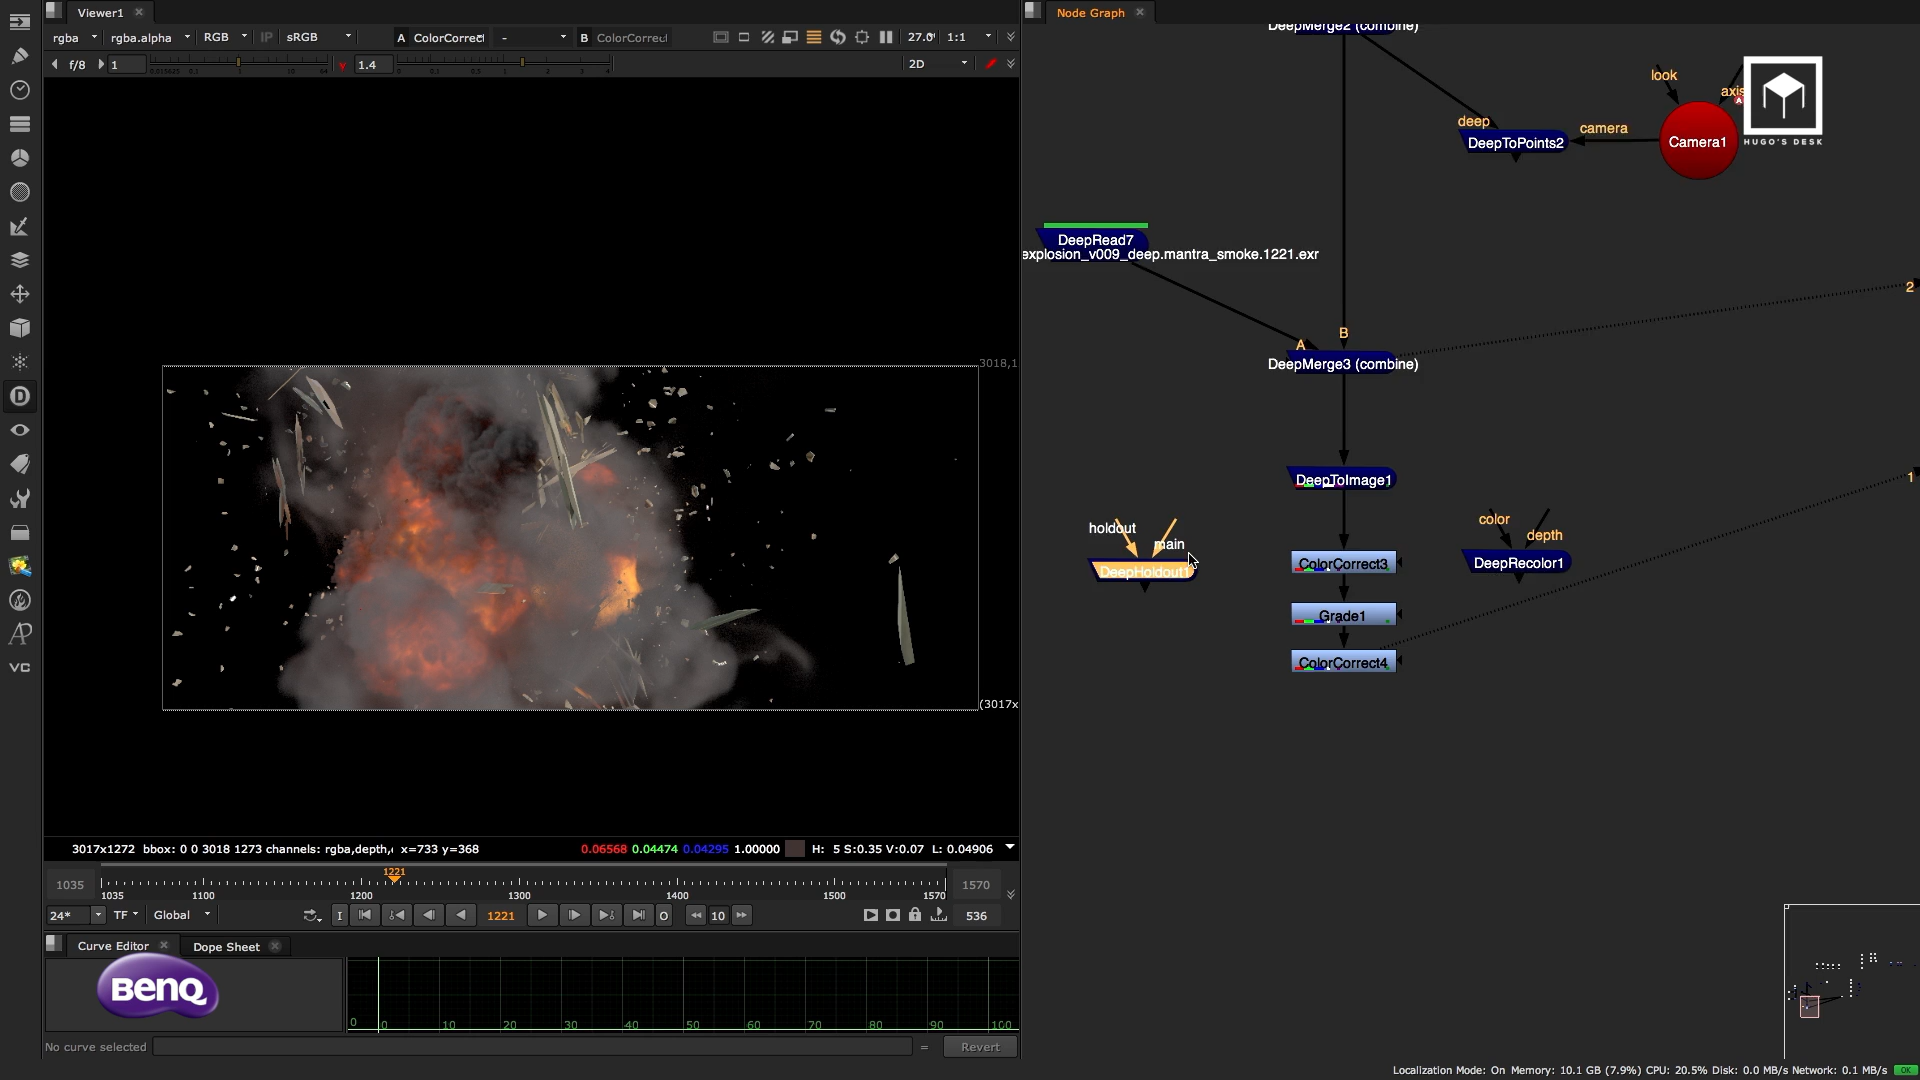 Viewer1
rgba
rgba.alpha
RGB
IP
sRGB
A ColorCorrect
-
B ColorCorrect
27.0
1:1
f/8
1
1.4
2D
3018,1
(3017x
3017x1272 bbox: 0 0 3018 1273 channels: rgba,depth, x=733 y=368
0.06568 0.04474 0.04295 1.00000
H: 5 S:0.35 V:0.07 L: 0.04906
1221
1035
1035 1100 1200 1300 1400 1500 1570
1570
24*
TF
Global
I
1221
O
10
536
Curve Editor
Dope Sheet
BenQ
0
0 10 20 30 40 50 60 70 80 90 100
No curve selected
=
Revert
D
AP
VC
Node Graph
DeepMerge2 (combine)
look
axis
HUGO'S DESK
deep
camera
DeepToPoints2
Camera1
DeepRead7
explosion_v009_deep.mantra_smoke.1221.exr
2
B
A
DeepMerge3 (combine)
1
DeepToImage1
holdout
main
DeepHoldout1
color
depth
DeepRecolor1
ColorCorrect3
Grade1
ColorCorrect4
Localization Mode: On Memory: 10.1 GB (7.9%) CPU: 20.5% Disk: 0.0 MB/s Network: 0.1 MB/s
OK